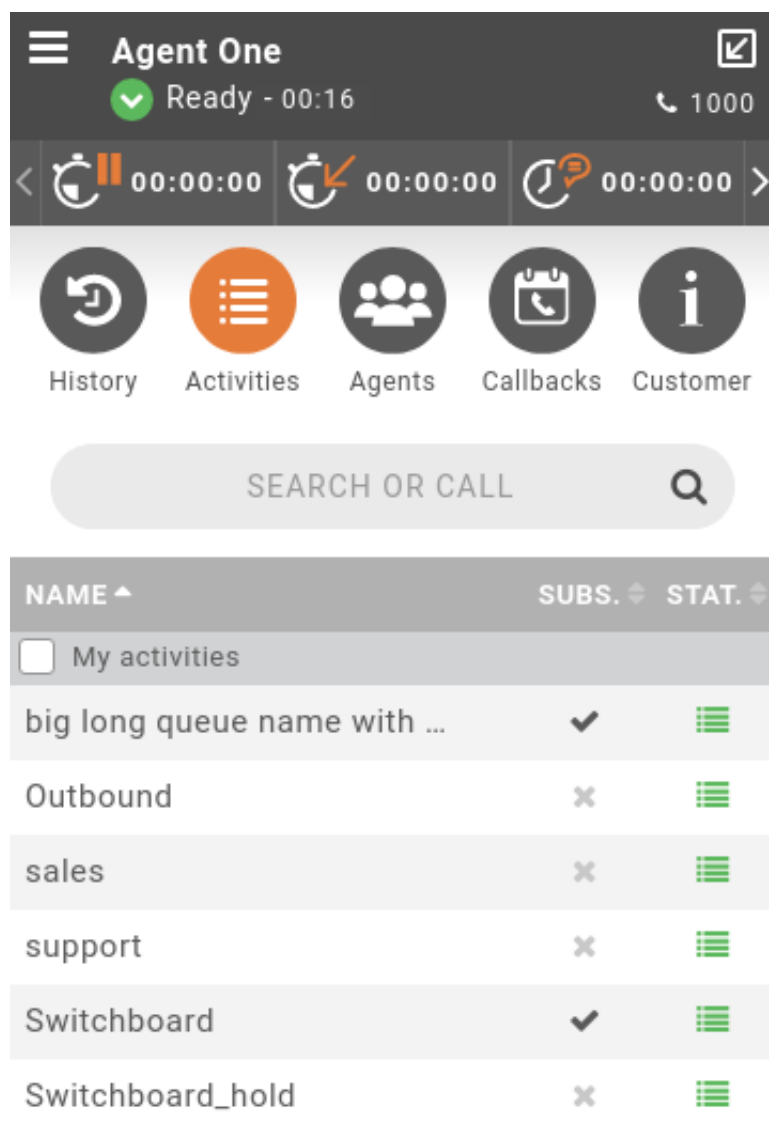 Agent One
Ready - 00:16
1000
00:00:00 00:00:00 00:00:00
History Activities Agents Callbacks Customer
SEARCH OR CALL
NAME SUBS. STAT.
My activities
big long queue name with ...
Outbound
sales
support
Switchboard
Switchboard_hold